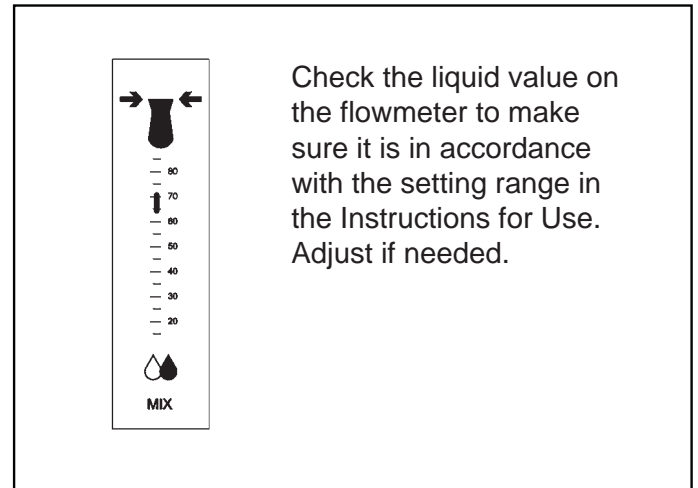 80
70
60
50
40
30
20
MIX
Check the liquid value on
the flowmeter to make
sure it is in accordance
with the setting range in
the Instructions for Use.
Adjust if needed.